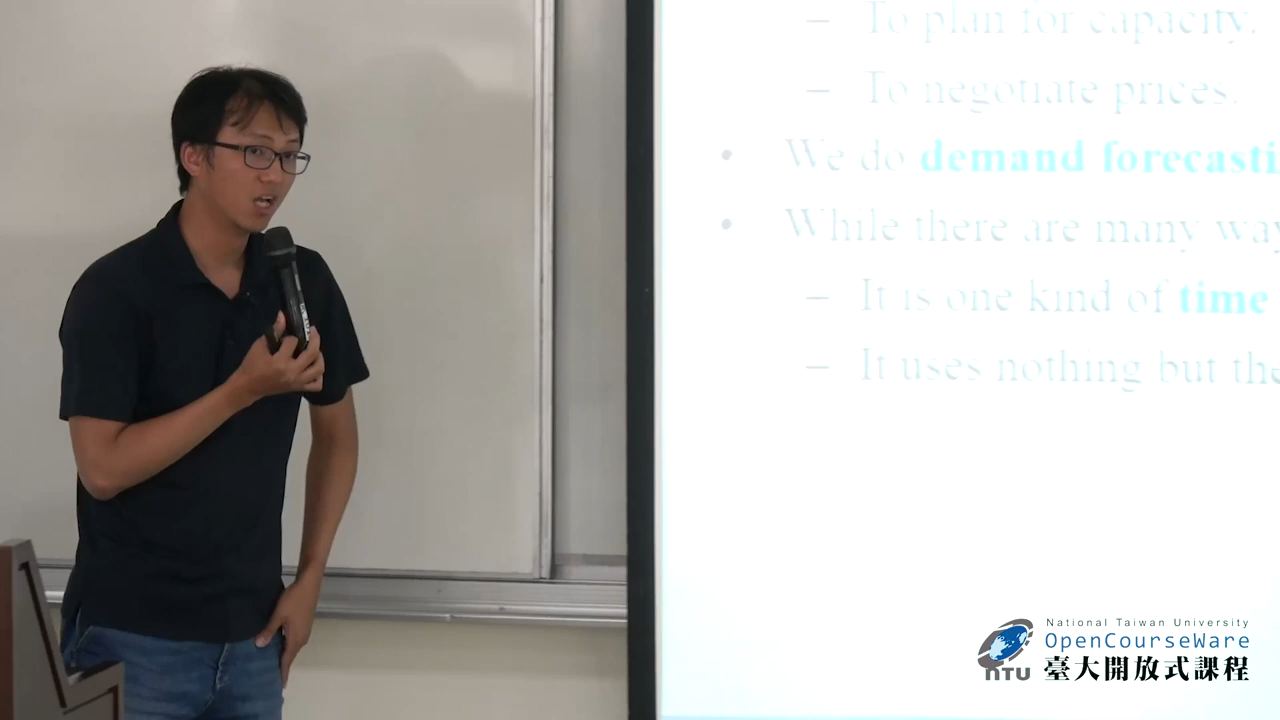 – To plan for capacity.
– To negotiate prices.
• We do demand forecasti
• While there are many way
– It is one kind of time
– It uses nothing but the
National Taiwan University
OpenCourseWare
NTU 臺大開放式課程